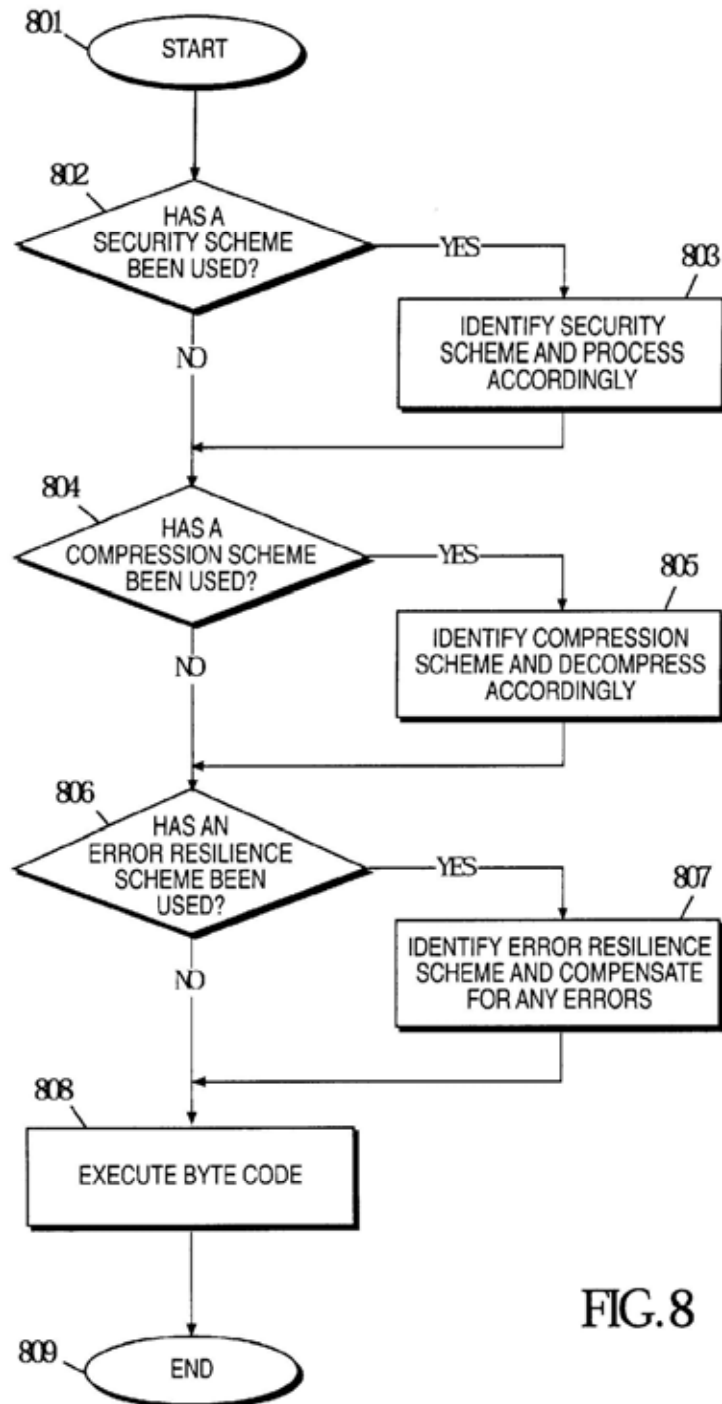 801
START
802
HAS A
SECURITY SCHEME
BEEN USED?
YES
803
IDENTIFY SECURITY
SCHEME AND PROCESS
ACCORDINGLY
NO
804
HAS A
COMPRESSION SCHEME
BEEN USED?
YES
805
IDENTIFY COMPRESSION
SCHEME AND DECOMPRESS
ACCORDINGLY
NO
806
HAS AN
ERROR RESILIENCE
SCHEME BEEN
USED?
YES
807
IDENTIFY ERROR RESILIENCE
SCHEME AND COMPENSATE
FOR ANY ERRORS
NO
808
EXECUTE BYTE CODE
809
END
FIG. 8